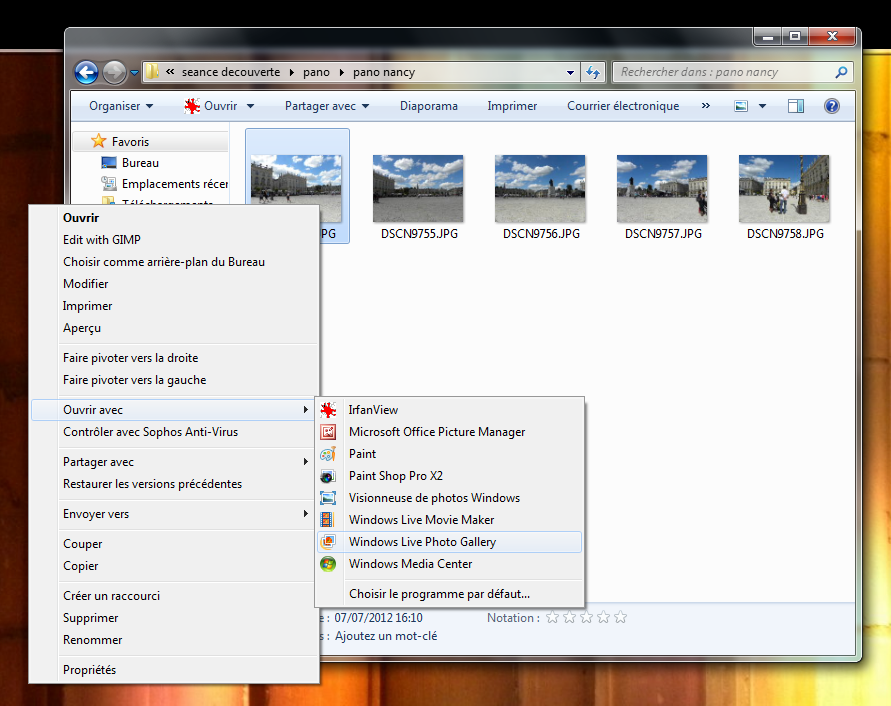 « seance decouverte ▸ pano ▸ pano nancy
Rechercher dans : pano nancy
Organiser Ouvrir Partager avec Diaporama Imprimer Courrier électronique »
Favoris
Bureau
Emplacements récer
Téléchargements
PG
DSCN9755.JPG
DSCN9756.JPG
DSCN9757.JPG
DSCN9758.JPG
Ouvrir
Edit with GIMP
Choisir comme arrière-plan du Bureau
Modifier
Imprimer
Aperçu
Faire pivoter vers la droite
Faire pivoter vers la gauche
Ouvrir avec
Contrôler avec Sophos Anti-Virus
Partager avec
Restaurer les versions précédentes
Envoyer vers
Couper
Copier
Créer un raccourci
Supprimer
Renommer
Propriétés
IrfanView
Microsoft Office Picture Manager
Paint
Paint Shop Pro X2
Visionneuse de photos Windows
Windows Live Movie Maker
Windows Live Photo Gallery
Windows Media Center
Choisir le programme par défaut...
e : 07/07/2012 16:10 Notation :
s : Ajoutez un mot-clé